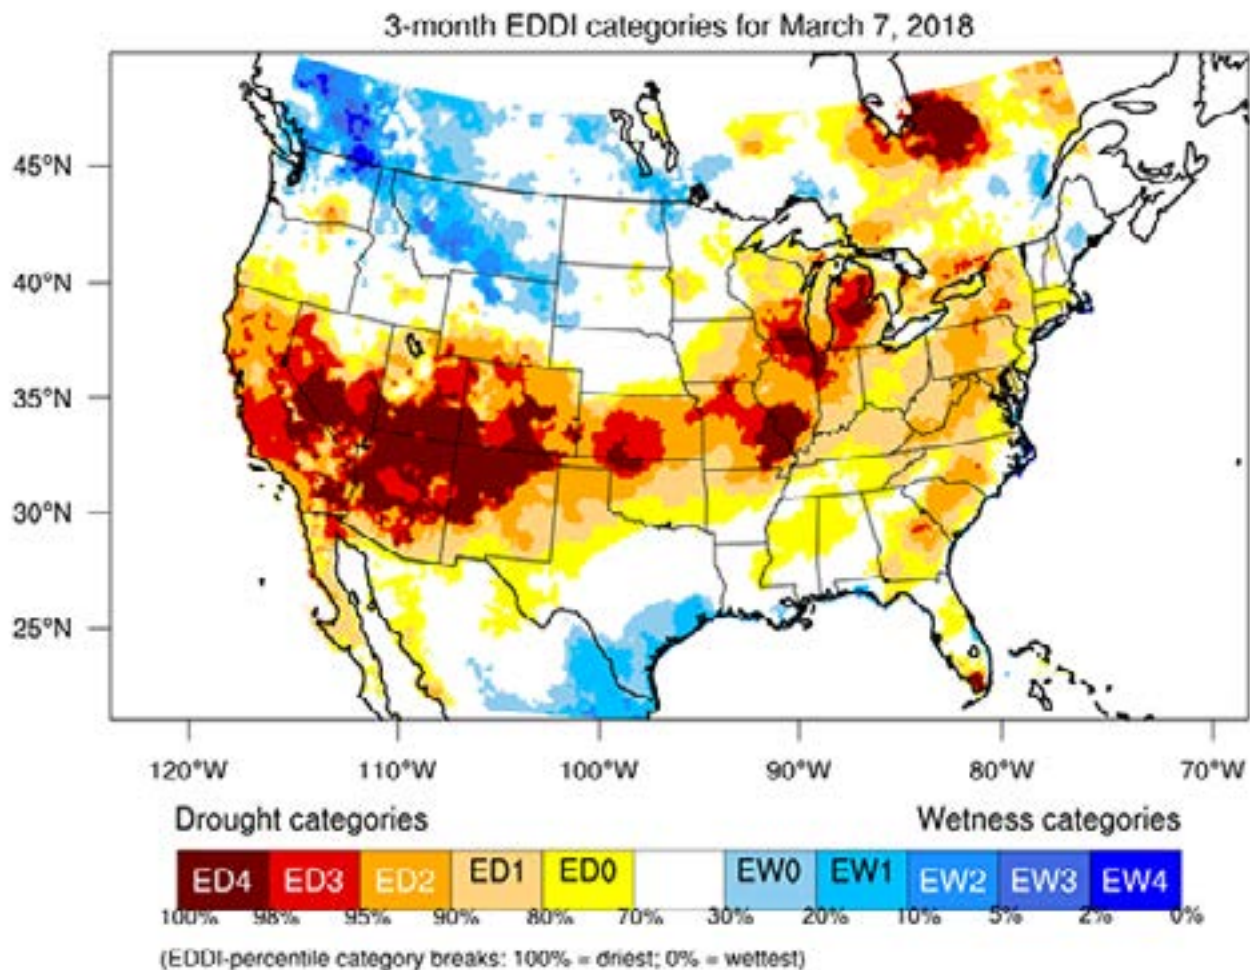 3-month EDDI categories for March 7, 2018
45°N
40°N
35°N
30°N
25°N
120°W 110°W 100°W 90°W 80°W 70°W
Drought categories Wetness categories
ED4 ED3 ED2 ED1 ED0 EW0 EW1 EW2 EW3 EW4
100% 98% 95% 90% 80% 70% 30% 20% 10% 5% 2% 0%
(EDDI-percentile category breaks: 100% = driest; 0% = wettest)